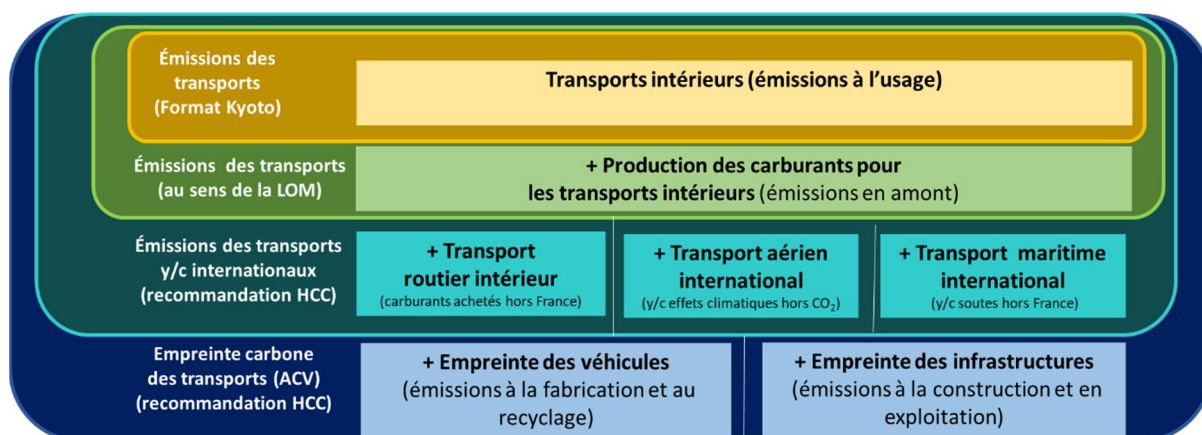 Émissions des
transports
(Format Kyoto)
Transports intérieurs (émissions à l'usage)
Émissions des transports
(au sens de la LOM)
+ Production des carburants pour
les transports intérieurs (émissions en amont)
Émissions des transports
y/c internationaux
(recommandation HCC)
+ Transport
routier intérieur
(carburants achetés hors France)
+ Transport aérien
international
(y/c effets climatiques hors CO₂)
+ Transport maritime
international
(y/c soutes hors France)
Empreinte carbone
des transports (ACV)
(recommandation HCC)
+ Empreinte des véhicules
(émissions à la fabrication et au
recyclage)
+ Empreinte des infrastructures
(émissions à la construction et en
exploitation)